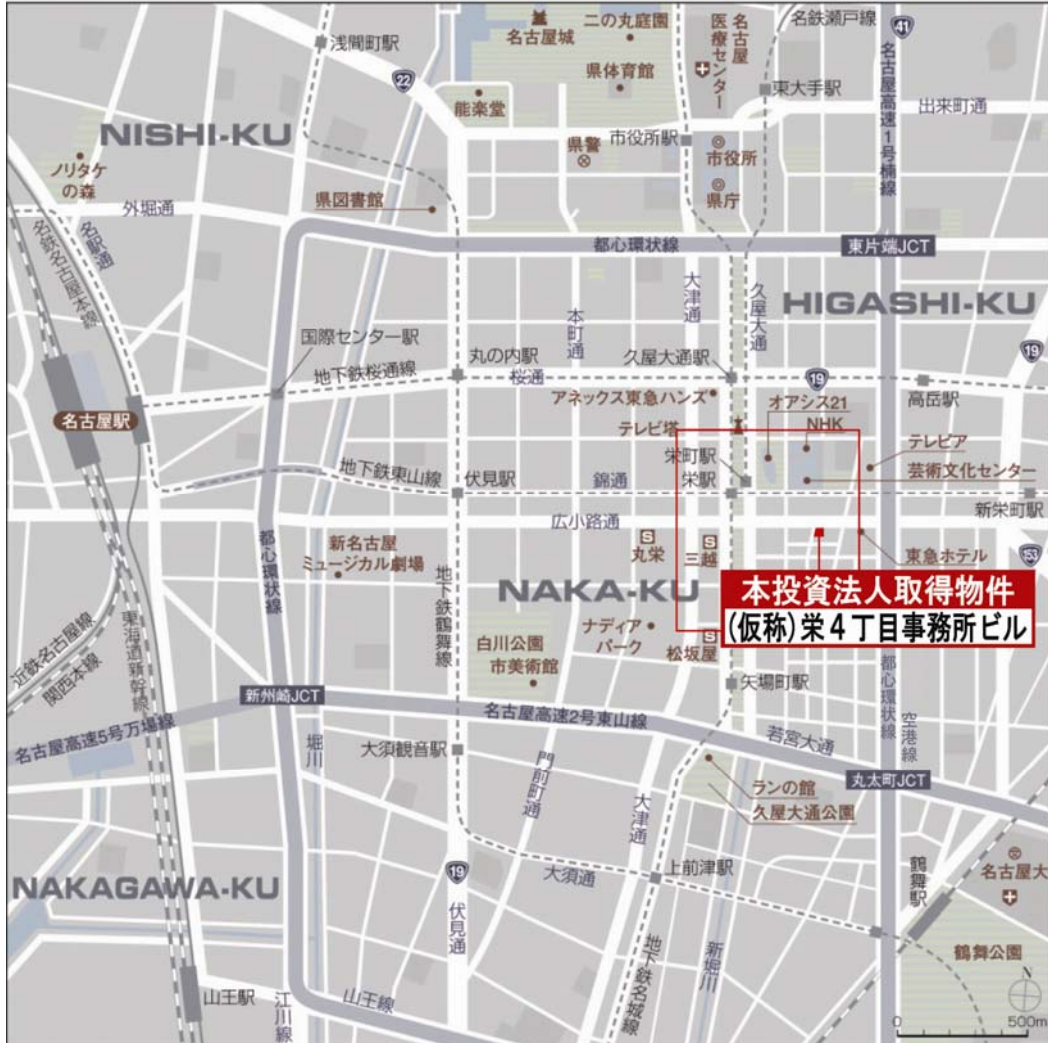 名鉄瀬戸線
41
二の丸庭園
名古屋城
名古屋
医療センター
浅間町駅
22
県体育館
東大手駅
名古屋高速1号楠線
能楽堂
出来町通
NISHI-KU
市役所駅
県警
市役所
ノリタケ
の森
県庁
県図書館
外堀通
名駅通
名鉄名古屋本線
都心環状線
東片端JCT
大津通
久屋大通
HIGASHI-KU
本町通
国際センター駅
丸の内駅
久屋大通駅
19
地下鉄桜通線
桜通
19
高岳駅
アネックス東急ハンズ
オアシス21
名古屋駅
テレビ塔
NHK
テレピア
栄町駅
地下鉄東山線
伏見駅
錦通
栄駅
芸術文化センター
新栄町駅
広小路通
都心環状線
新名古屋
ミュージカル劇場
丸栄
三越
東急ホテル
153
地下鉄鶴舞線
NAKA-KU
本投資法人取得物件
(仮称)栄4丁目事務所ビル
東海道新幹線
近鉄名古屋線
関西本線
白川公園
市美術館
ナディア
パーク
松坂屋
矢場町駅
都心環状線
新州崎JCT
名古屋高速2号東山線
空港線
名古屋高速5号万場線
堀川
大須観音駅
若宮大通
門前町通
丸太町JCT
ランの館
久屋大通公園
大津通
19
大須通
上前津駅
鶴舞駅
名古屋大
NAKAGAWA-KU
伏見通
地下鉄名城線
新堀川
鶴舞公園
山王駅
江川線
山王線
N
0
500m